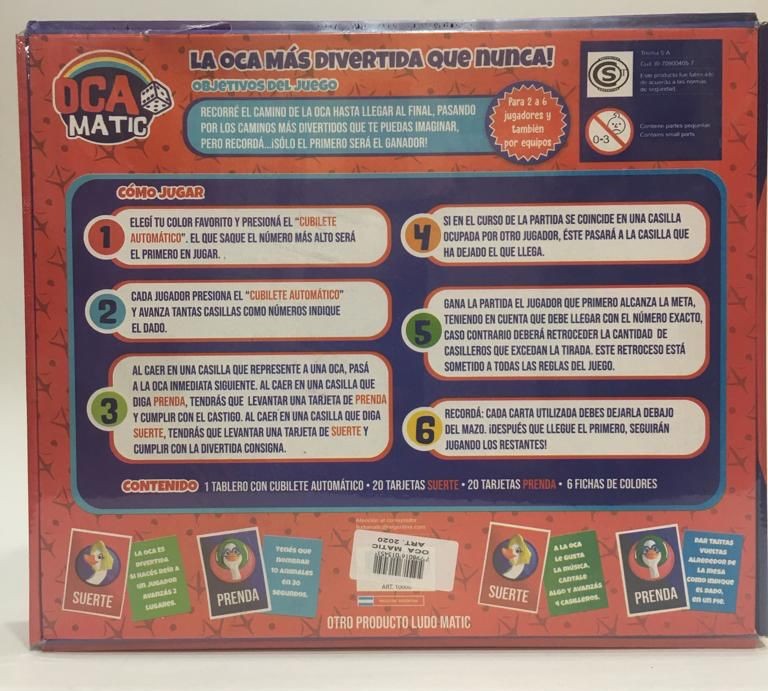 OCA
MATIC
LA OCA MÁS DIVERTIDA QUE NUNCA!
OBJETIVOS DEL JUEGO
RECORRÉ EL CAMINO DE LA OCA HASTA LLEGAR AL FINAL, PASANDO
POR LOS CAMINOS MÁS DIVERTIDOS QUE TE PUEDAS IMAGINAR,
PERO RECORDÁ...¡SÓLO EL PRIMERO SERÁ EL GANADOR!
Para 2 a 6
jugadores y
también
por equipos
S
Este producto fue fabricado
de acuerdo a las normas
de seguridad.
0-3
Contiene partes pequeñas
Contains small parts
CÓMO JUGAR
1
ELEGÍ TU COLOR FAVORITO Y PRESIONÁ EL "CUBILETE
AUTOMÁTICO". EL QUE SAQUE EL NÚMERO MÁS ALTO SERÁ
EL PRIMERO EN JUGAR.
2
CADA JUGADOR PRESIONA EL "CUBILETE AUTOMÁTICO"
Y AVANZA TANTAS CASILLAS COMO NÚMEROS INDIQUE
EL DADO.
3
AL CAER EN UNA CASILLA QUE REPRESENTE A UNA OCA, PASÁ
A LA OCA INMEDIATA SIGUIENTE. AL CAER EN UNA CASILLA QUE
DIGA PRENDA, TENDRÁS QUE LEVANTAR UNA TARJETA DE PRENDA
Y CUMPLIR CON EL CASTIGO. AL CAER EN UNA CASILLA QUE DIGA
SUERTE, TENDRÁS QUE LEVANTAR UNA TARJETA DE SUERTE Y
CUMPLIR CON LA DIVERTIDA CONSIGNA.
4
SI EN EL CURSO DE LA PARTIDA SE COINCIDE EN UNA CASILLA
OCUPADA POR OTRO JUGADOR, ÉSTE PASARÁ A LA CASILLA QUE
HA DEJADO EL QUE LLEGA.
5
GANA LA PARTIDA EL JUGADOR QUE PRIMERO ALCANZA LA META,
TENIENDO EN CUENTA QUE DEBE LLEGAR CON EL NÚMERO EXACTO,
CASO CONTRARIO DEBERÁ RETROCEDER LA CANTIDAD DE
CASILLEROS QUE EXCEDAN LA TIRADA. ESTE RETROCESO ESTÁ
SOMETIDO A TODAS LAS REGLAS DEL JUEGO.
6
RECORDÁ: CADA CARTA UTILIZADA DEBES DEJARLA DEBAJO
DEL MAZO. ¡DESPUÉS QUE LLEGUE EL PRIMERO, SEGUIRÁN
JUGANDO LOS RESTANTES!
CONTENIDO 1 TABLERO CON CUBILETE AUTOMÁTICO • 20 TARJETAS SUERTE • 20 TARJETAS PRENDA • 6 FICHAS DE COLORES
SUERTE
LA OCA ES
DIVERTIDA
SI HACÉS REÍR A
UN JUGADOR
AVANZÁS 2
LUGARES.
PRENDA
TENÉS QUE
NOMBRAR
10 ANIMALES
EN 30
SEGUNDOS.
Atención al consumidor
OCA MATIC
ART. 2020
INDUSTRIA ARGENTINA
OTRO PRODUCTO LUDO MATIC
SUERTE
A LA OCA
LE GUSTA
LA MÚSICA,
CANTALE
ALGO Y AVANZÁS
4 CASILLEROS.
PRENDA
DAR TANTAS
VUELTAS
ALREDEDOR DE
LA MESA
COMO INDIQUE
EL DADO,
EN UN PIE.